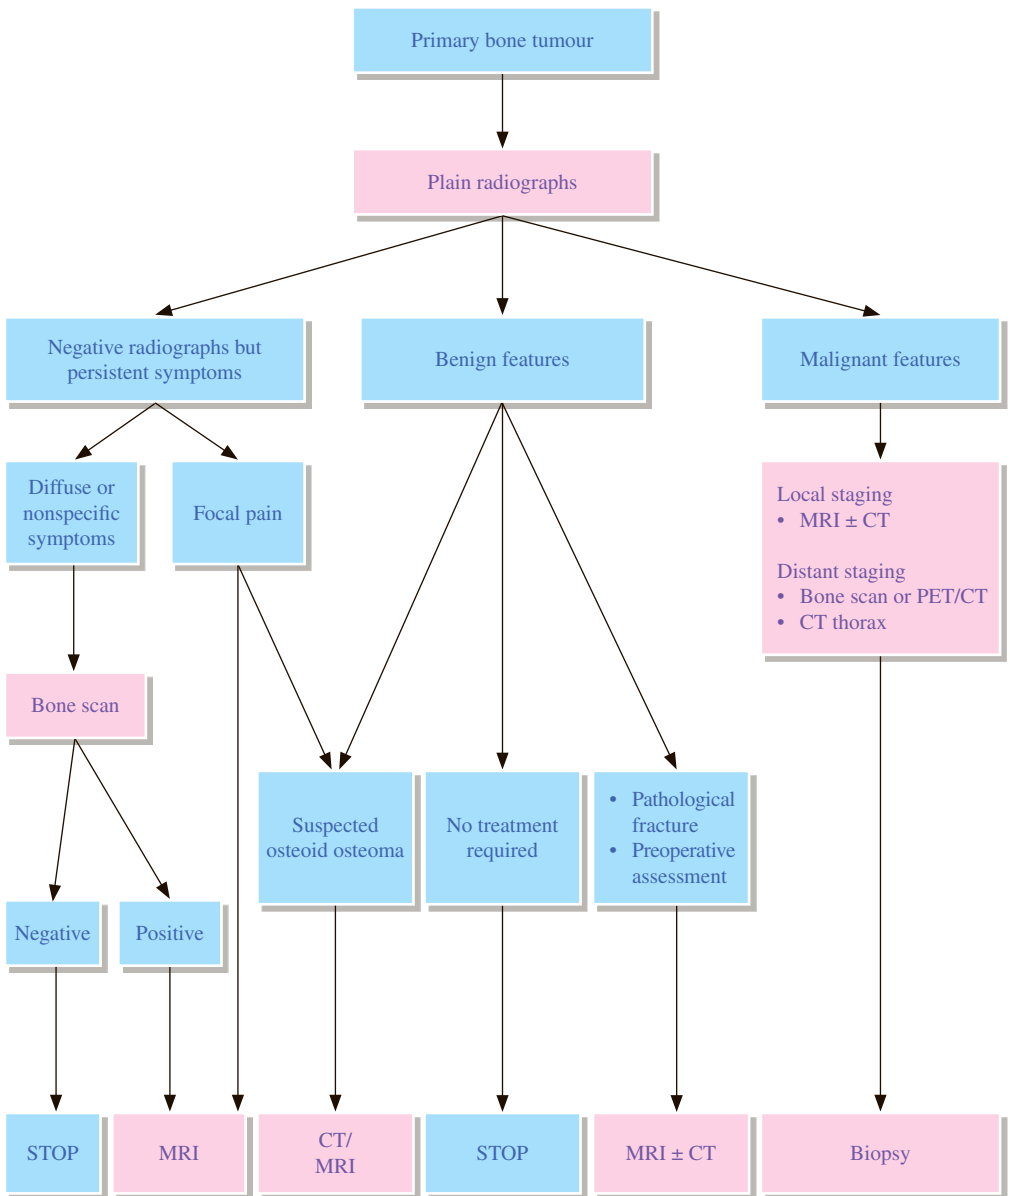 Primary bone tumour
Plain radiographs
Negative radiographs but
persistent symptoms
Benign features
Malignant features
Diffuse or
nonspecific
symptoms
Focal pain
Local staging
• MRI ± CT
Distant staging
• Bone scan or PET/CT
• CT thorax
Bone scan
Suspected
osteoid osteoma
No treatment
required
• Pathological
fracture
• Preoperative
assessment
Negative
Positive
STOP
MRI
CT/
MRI
STOP
MRI ± CT
Biopsy